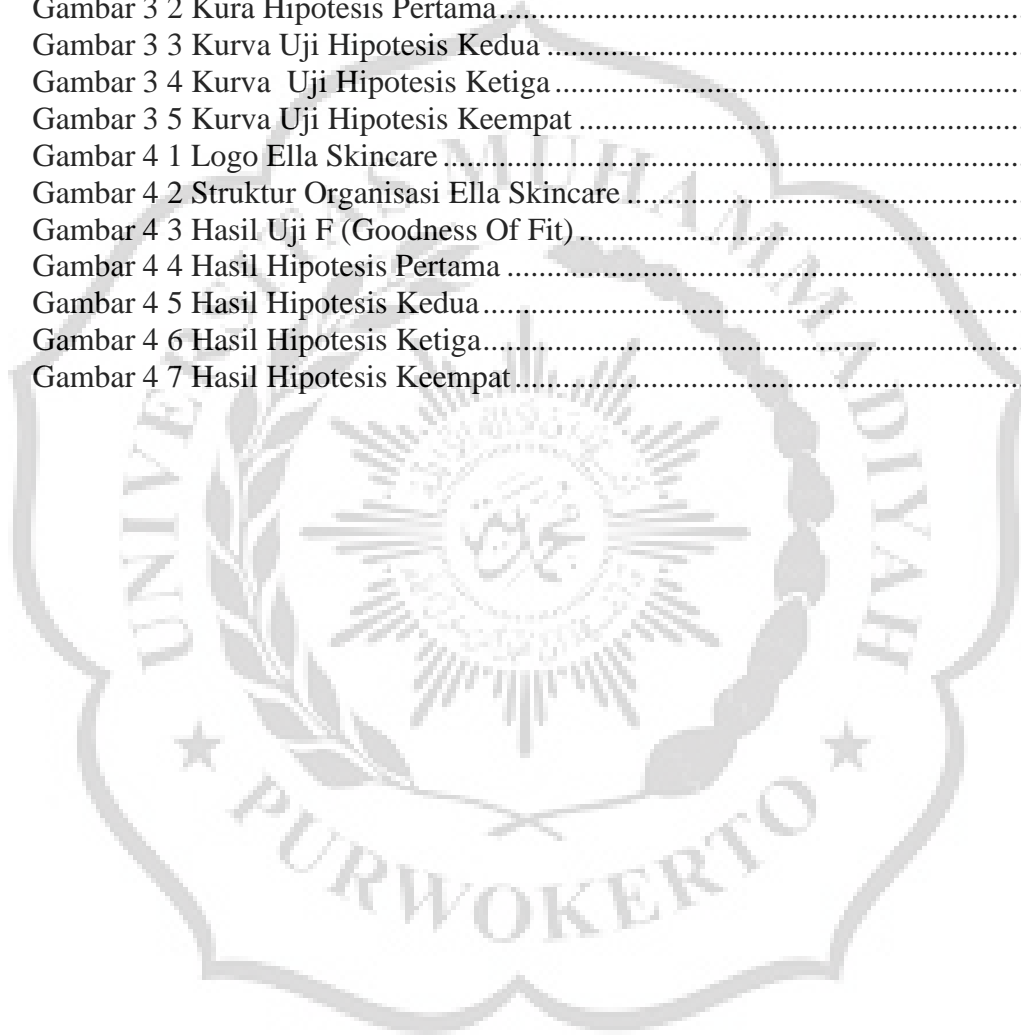 Gambar 3 2 Kura Hipotesis Pertama................................................................
Gambar 3 3 Kurva Uji Hipotesis Kedua ...........................................................
Gambar 3 4 Kurva  Uji Hipotesis Ketiga..........................................................
Gambar 3 5 Kurva Uji Hipotesis Keempat .......................................................
Gambar 4 1 Logo Ella Skincare .......................................................................
Gambar 4 2 Struktur Organisasi Ella Skincare .................................................
Gambar 4 3 Hasil Uji F (Goodness Of Fit) .......................................................
Gambar 4 4 Hasil Hipotesis Pertama ...............................................................
Gambar 4 5 Hasil Hipotesis Kedua..................................................................
Gambar 4 6 Hasil Hipotesis Ketiga..................................................................
Gambar 4 7 Hasil Hipotesis Keempat..............................................................
UNIVERSITAS MUHAMMADIYAH
PURWOKERTO